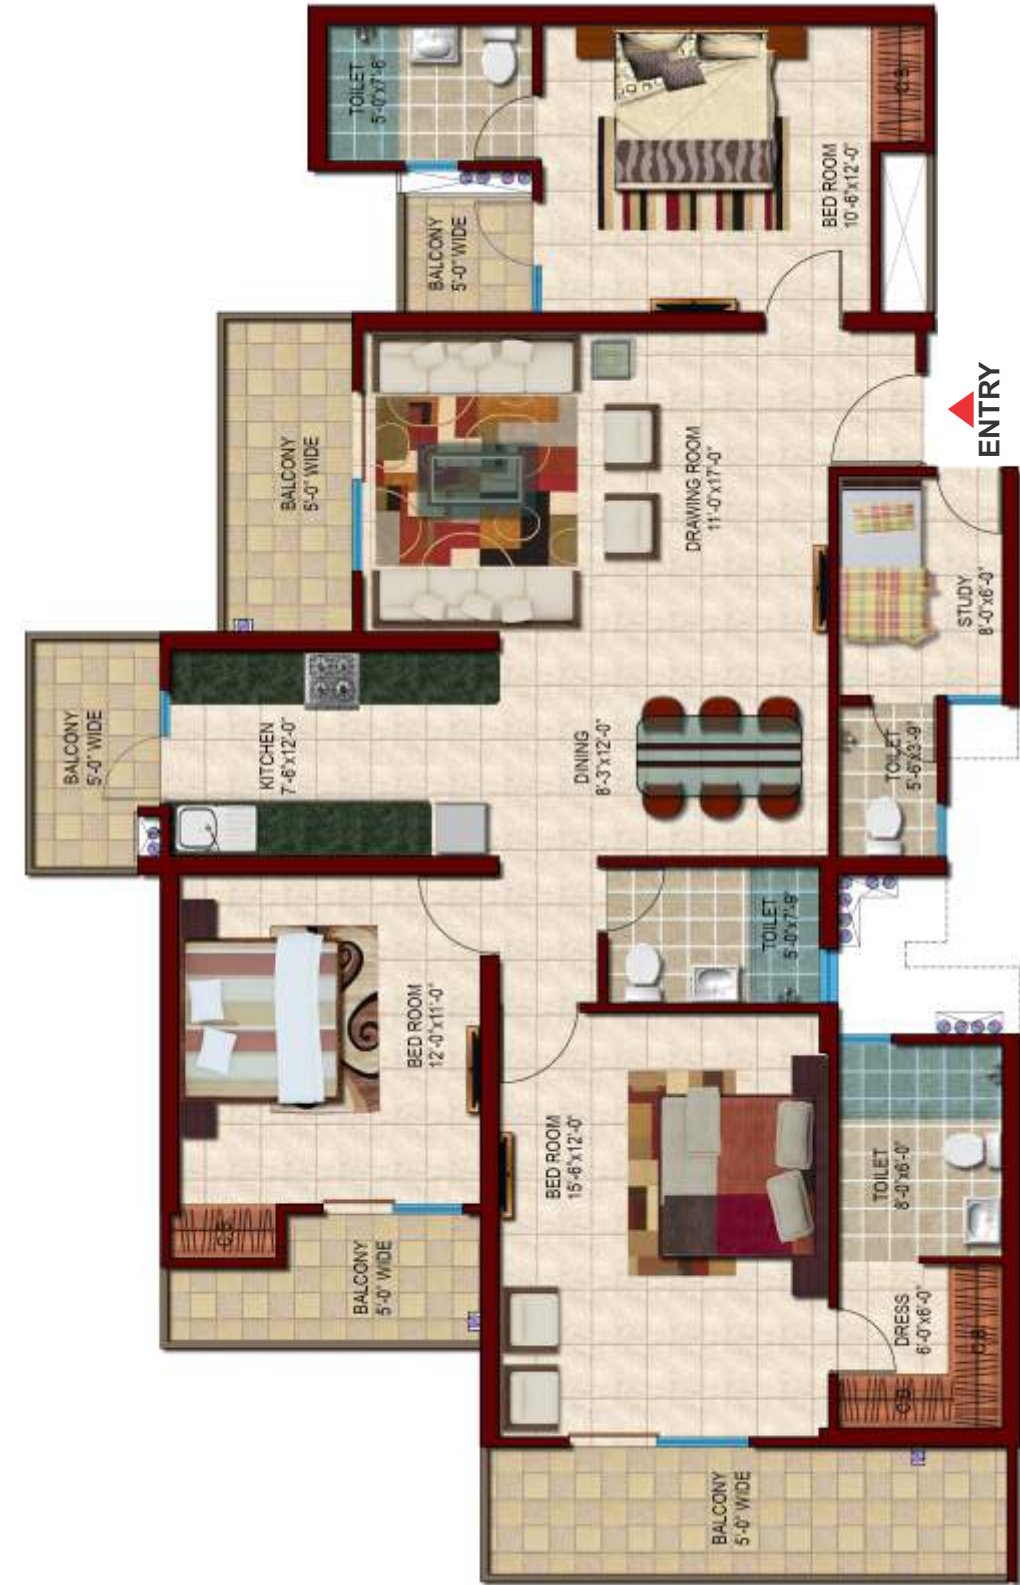 TOILET
5'-0"x7'-6"
C.B
BED ROOM
10'-6"x12'-0"
BALCONY
5'-0" WIDE
BALCONY
5'-0" WIDE
DRAWING ROOM
11'-0"x17'-0"
ENTRY
STUDY
8'-0"x6'-0"
BALCONY
5'-0" WIDE
KITCHEN
7'-6"x12'-0"
DINING
8'-3"x12'-0"
TOILET
5'-6"x3'-9"
TOILET
5'-0"x7'-9"
BED ROOM
12'-0"x11'-0"
BED ROOM
15'-6"x12'-0"
TOILET
8'-0"x6'-0"
C.B
BALCONY
5'-0" WIDE
DRESS
6'-0"x6'-0"
C.B
C.B
BALCONY
5'-0" WIDE